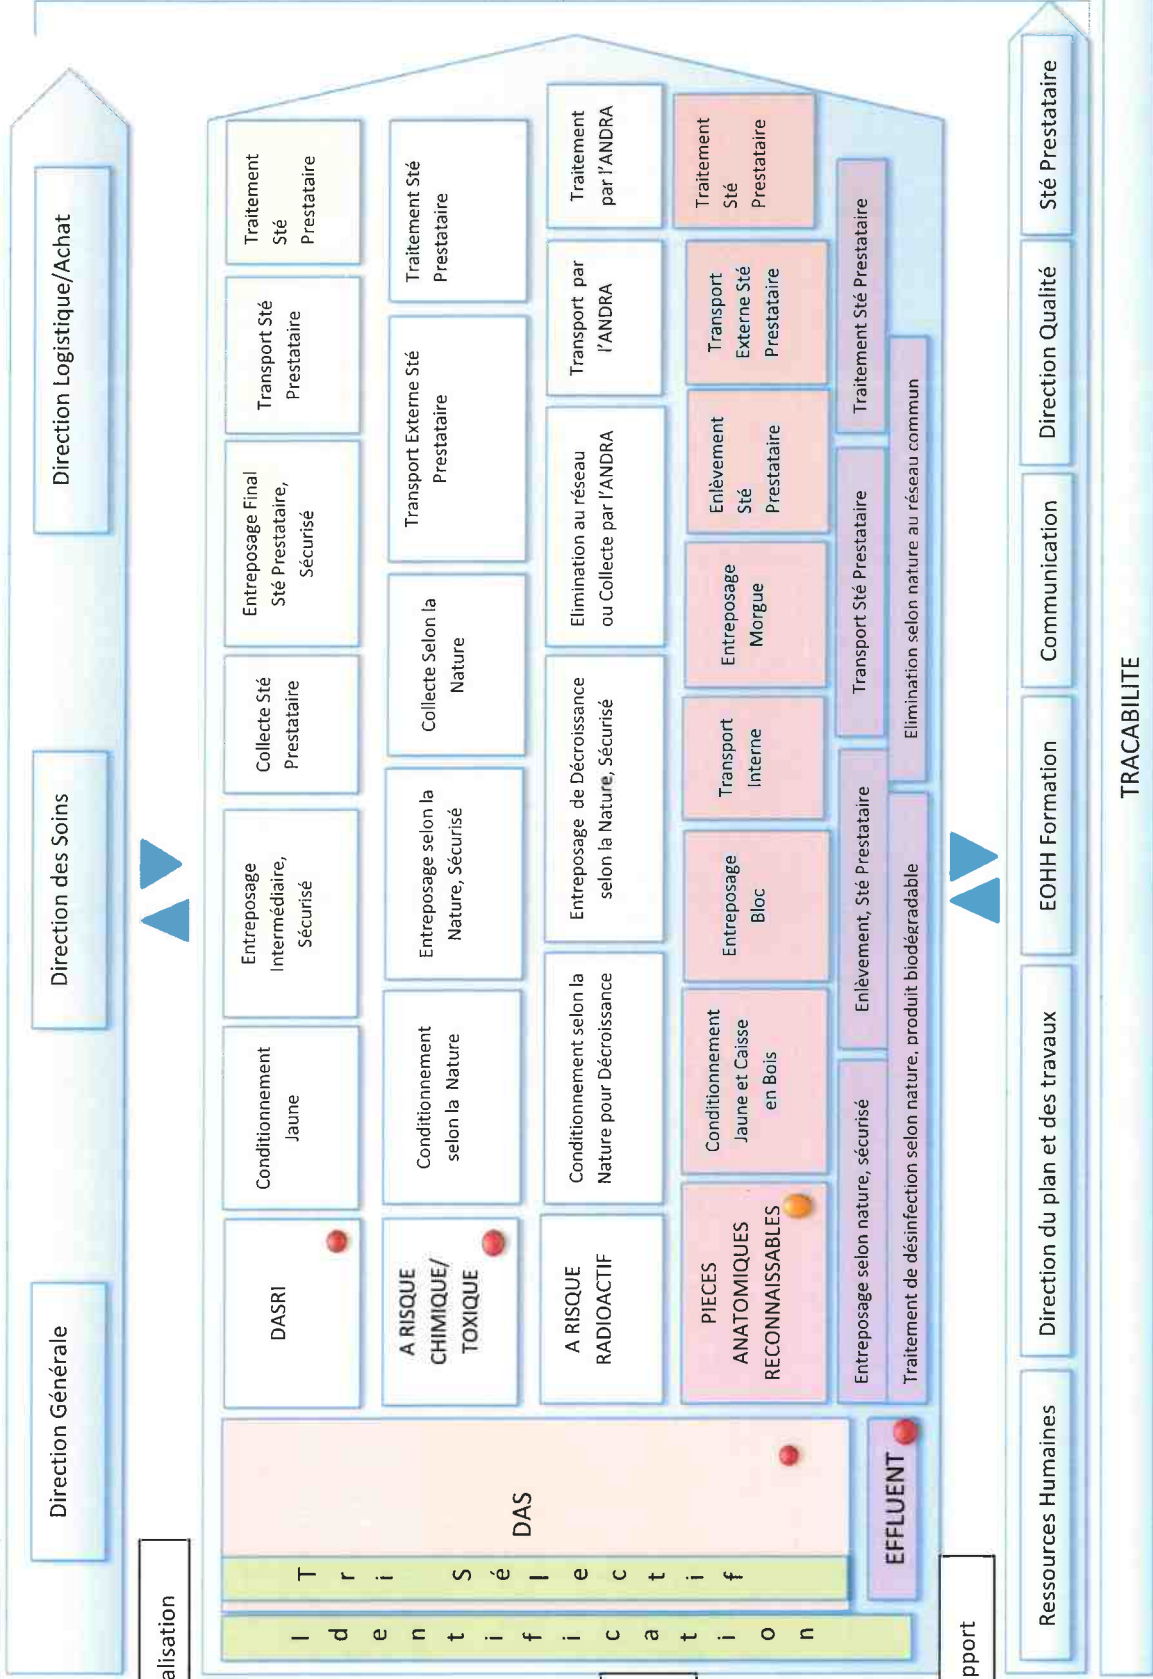 Direction Générale
Direction des Soins
Direction Logistique/Achat
alisation
Identification
Tri Sélectif
DAS
DASRI
Conditionnement
Jaune
Entreposage
Intermédiaire,
Sécurisé
Collecte Sté
Prestataire
Entreposage Final
Sté Prestataire,
Sécurisé
Transport Sté
Prestataire
Traitement
Sté
Prestataire
A RISQUE
CHIMIQUE/
TOXIQUE
Conditionnement
selon la Nature
Entreposage selon la
Nature, Sécurisé
Collecte Selon la
Nature
Transport Externe Sté
Prestataire
Traitement Sté
Prestataire
A RISQUE
RADIOACTIF
Conditionnement selon la
Nature pour Décroissance
Entreposage de Décroissance
selon la Nature, Sécurisé
Elimination au réseau
ou Collecte par l'ANDRA
Transport par
l'ANDRA
Traitement
par l'ANDRA
PIECES
ANATOMIQUES
RECONNAISSABLES
Conditionnement
Jaune et Caisse
en Bois
Entreposage
Bloc
Transport
Interne
Entreposage
Morgue
Enlèvement
Sté
Prestataire
Transport
Externe Sté
Prestataire
Traitement
Sté
Prestataire
EFFLUENT
Entreposage selon nature, sécurisé
Enlèvement, Sté Prestataire
Transport Sté Prestataire
Traitement Sté Prestataire
Traitement de désinfection selon nature, produit biodégradable
Elimination selon nature au réseau commun
pport
Ressources Humaines
Direction du plan et des travaux
EOHH Formation
Communication
Direction Qualité
Sté Prestataire
TRACABILITE